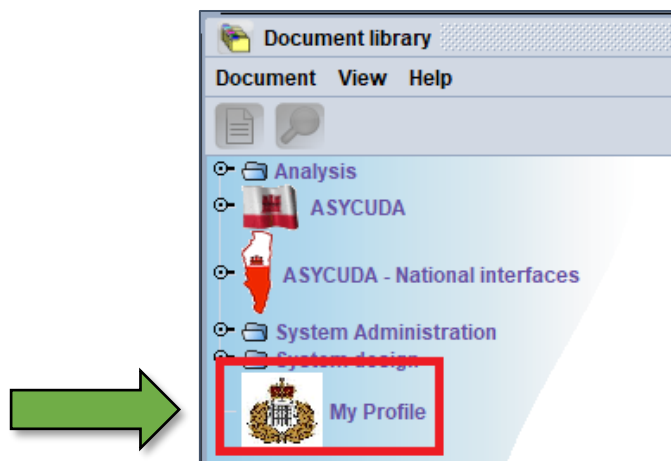 Document library
Document View Help
Analysis
ASYCUDA
ASYCUDA - National interfaces
System Administration
System design
My Profile